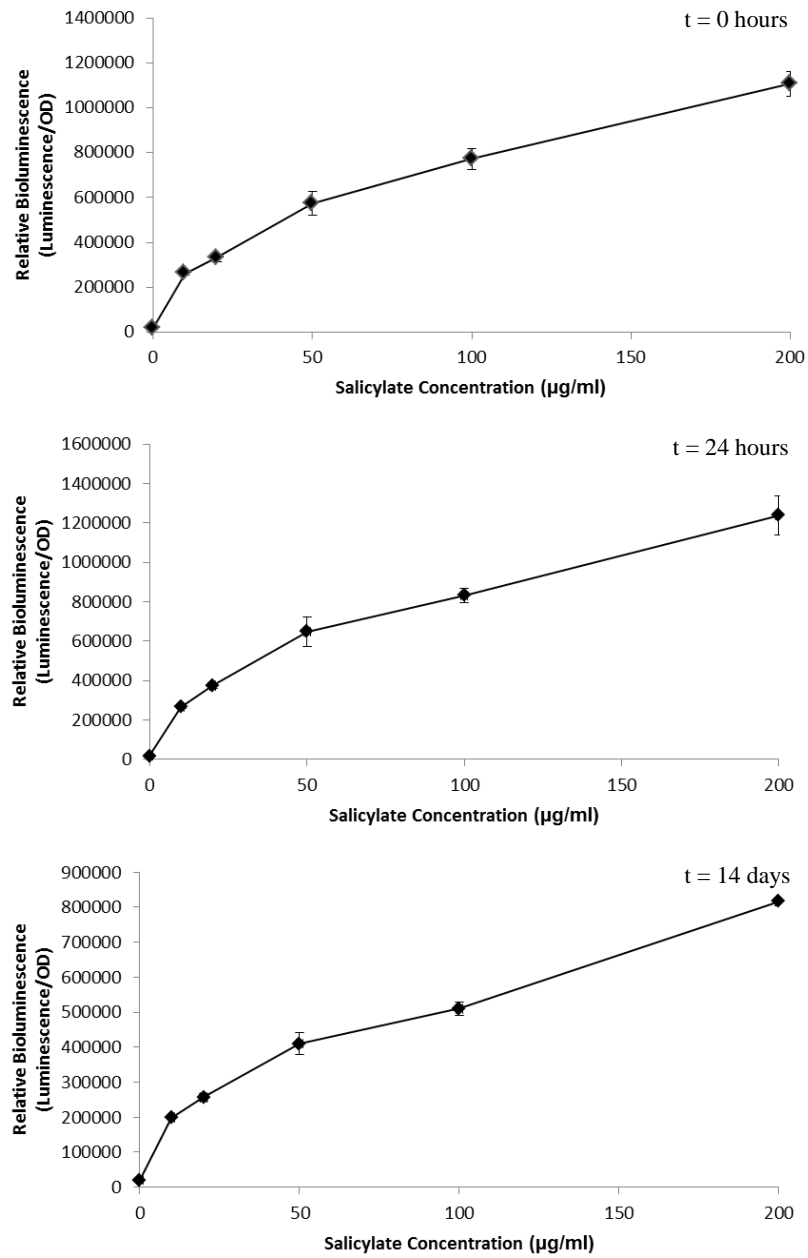 t = 0 hours
Relative Bioluminescence
(Luminescence/OD)
1400000
1200000
1000000
800000
600000
400000
200000
0
0 50 100 150 200
Salicylate Concentration (µg/ml)
t = 24 hours
Relative Bioluminescence
(Luminescence/OD)
1600000
1400000
1200000
1000000
800000
600000
400000
200000
0
0 50 100 150 200
Salicylate Concentration (µg/ml)
t = 14 days
Relative Bioluminescence
(Luminescence/OD)
900000
800000
700000
600000
500000
400000
300000
200000
100000
0
0 50 100 150 200
Salicylate Concentration (µg/ml)